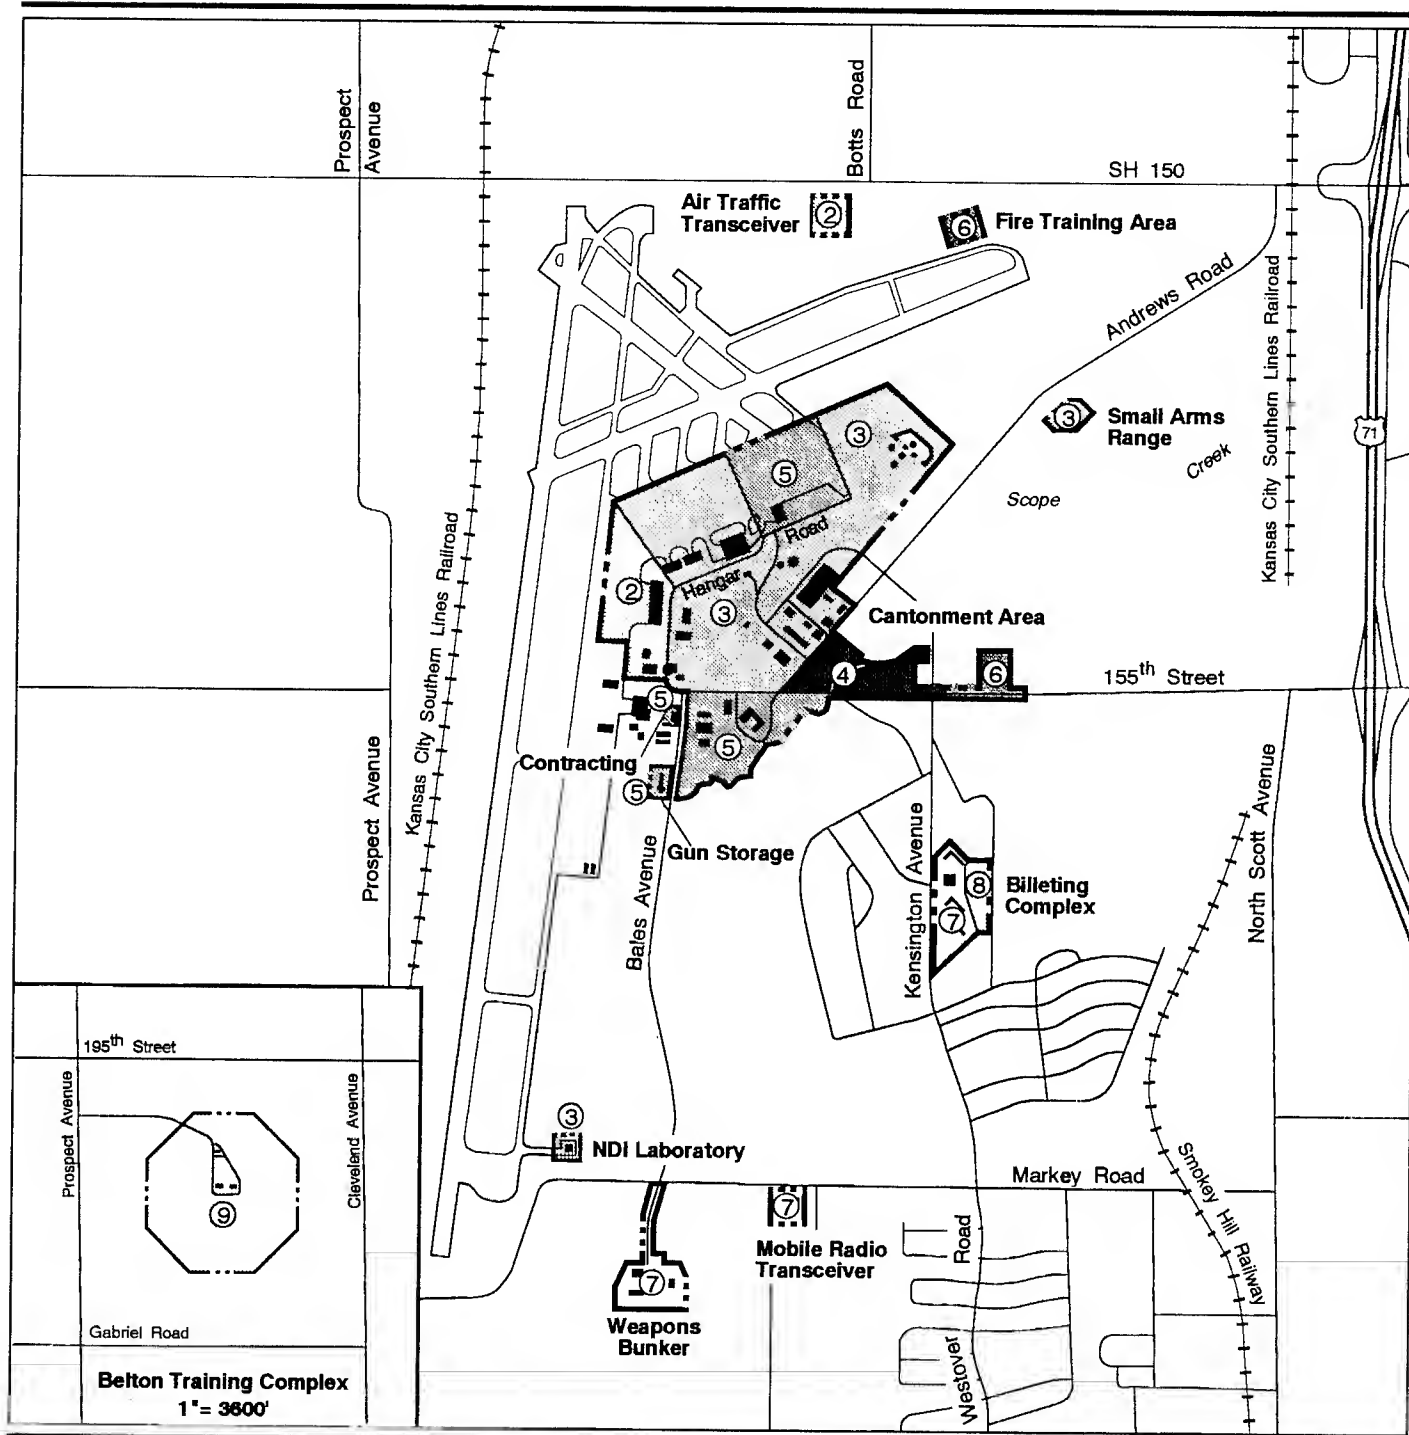 Prospect
Avenue
Botts Road
SH 150
Air Traffic
Transceiver
2
6
Fire Training Area
Andrews Road
Kansas City Southern Lines Railroad
3
Small Arms
Range
71
Creek
Scope
3
5
Road
Hangar
2
3
Cantonment Area
4
6
155th Street
Kansas City Southern Lines Railroad
Prospect Avenue
5
5
Contracting
5
Gun Storage
Bales Avenue
Kensington Avenue
8
7
Billeting
Complex
North Scott Avenue
195th Street
Prospect Avenue
Cleveland Avenue
9
Gabriel Road
Belton Training Complex
1"= 3600'
3
NDI Laboratory
Markey Road
Smokey Hill Railway
7
Mobile Radio
Transceiver
7
Weapons
Bunker
Road
Westover